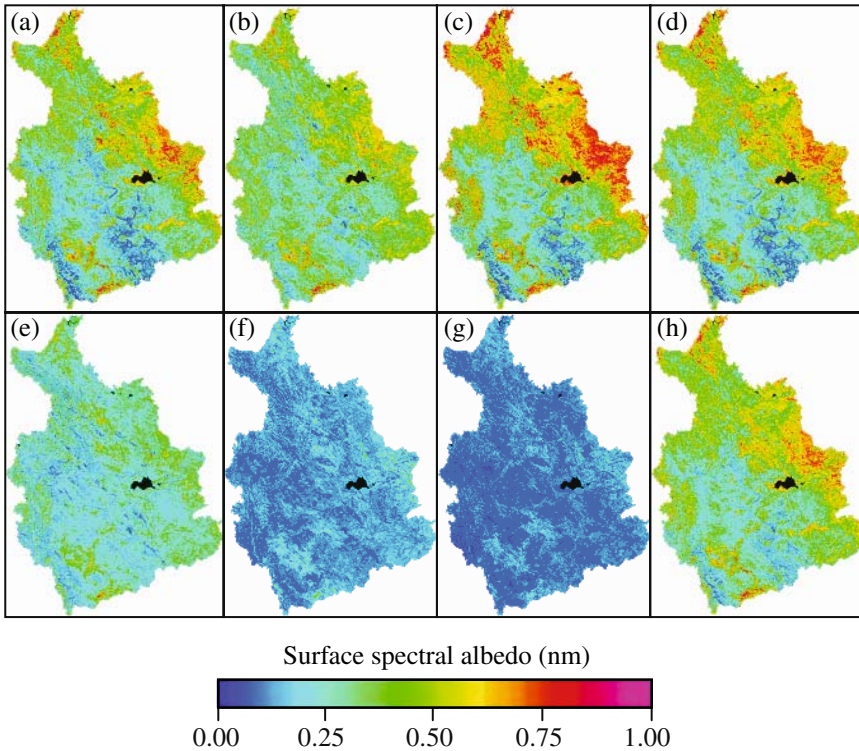 (a) (b) (c) (d)
(e) (f) (g) (h)
Surface spectral albedo (nm)
0.00 0.25 0.50 0.75 1.00